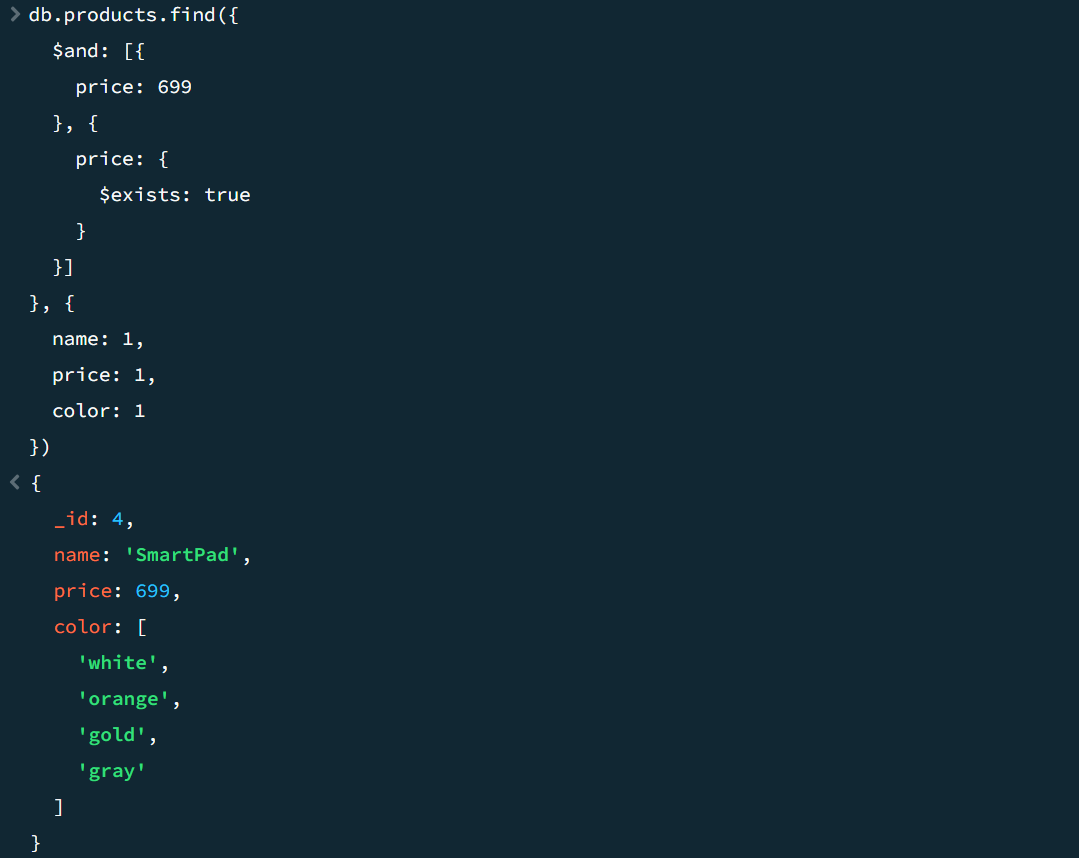 db.products.find({
$and: [{
price: 699
}, {
price: {
$exists: true
}
}]
}, {
name: 1,
price: 1,
color: 1
})
{
_id: 4,
name: 'SmartPad',
price: 699,
color: [
'white',
'orange',
'gold',
'gray'
]
}